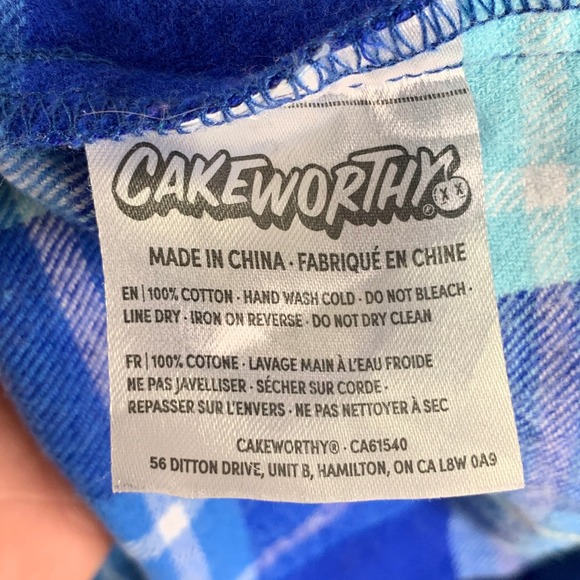 CAKEWORTHY®
MADE IN CHINA · FABRIQUÉ EN CHINE
EN | 100% COTTON · HAND WASH COLD · DO NOT BLEACH ·
LINE DRY · IRON ON REVERSE · DO NOT DRY CLEAN
FR | 100% COTONE · LAVAGE MAIN À L'EAU FROIDE
NE PAS JAVELLISER · SÉCHER SUR CORDE ·
REPASSER SUR L'ENVERS · NE PAS NETTOYER À SEC
CAKEWORTHY® · CA61540
56 DITTON DRIVE, UNIT B, HAMILTON, ON CA L8W 0A9